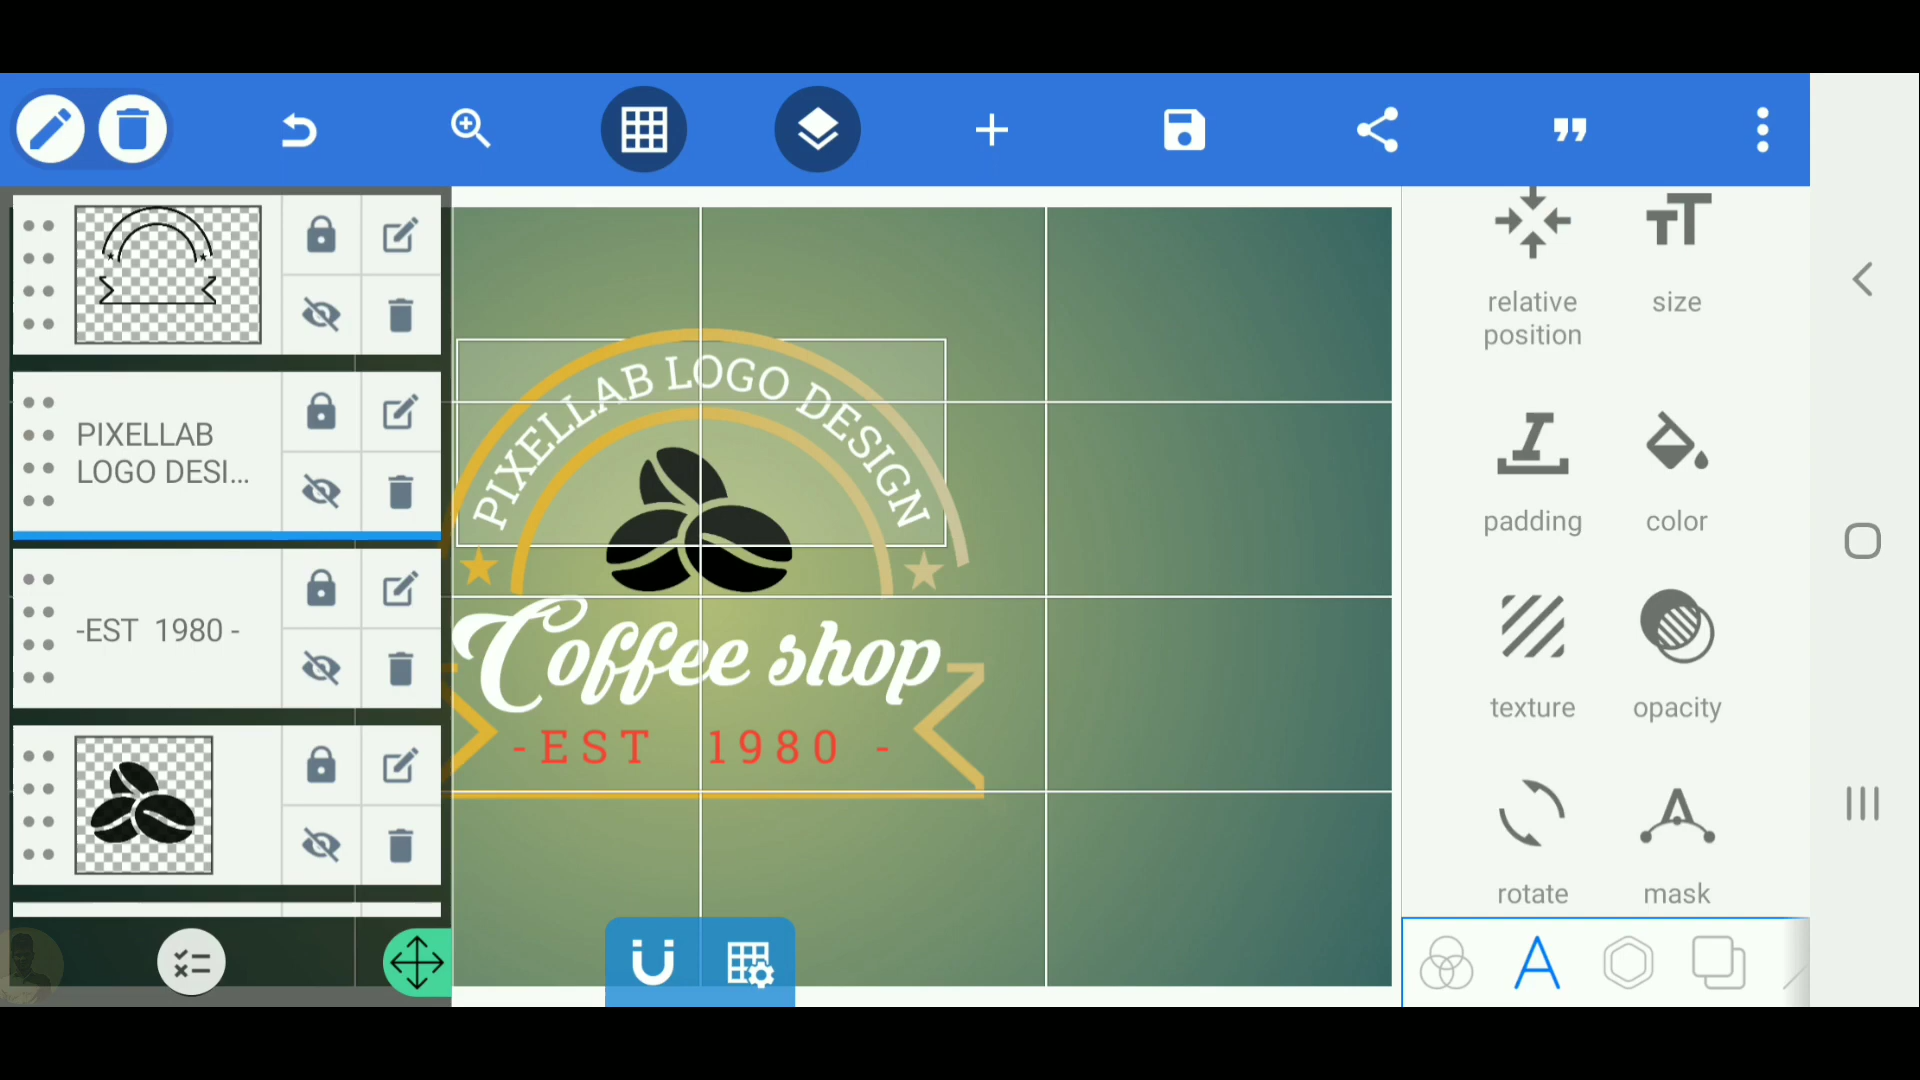 PIXELLAB
LOGO DESI...
-EST 1980 -
PIXELLAB LOGO DESIGN
Coffee shop
-EST 1980 -
relative
position
size
padding
color
texture
opacity
rotate
mask